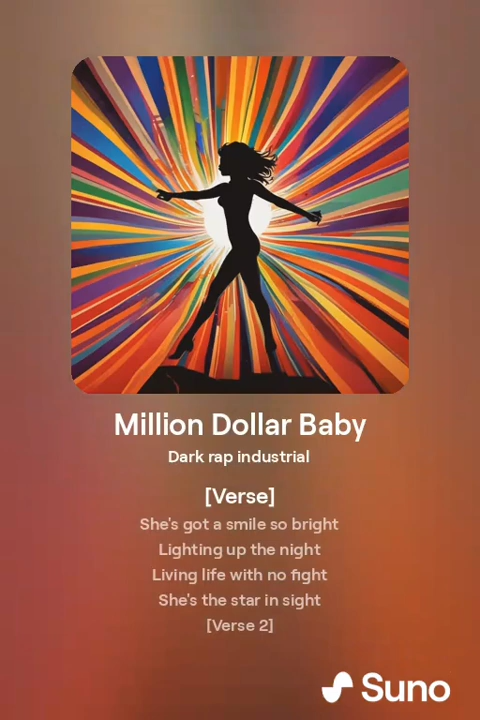 Million Dollar Baby
Dark rap industrial
[Verse]
She's got a smile so bright
Lighting up the night
Living life with no fight
She's the star in sight
[Verse 2]
Suno